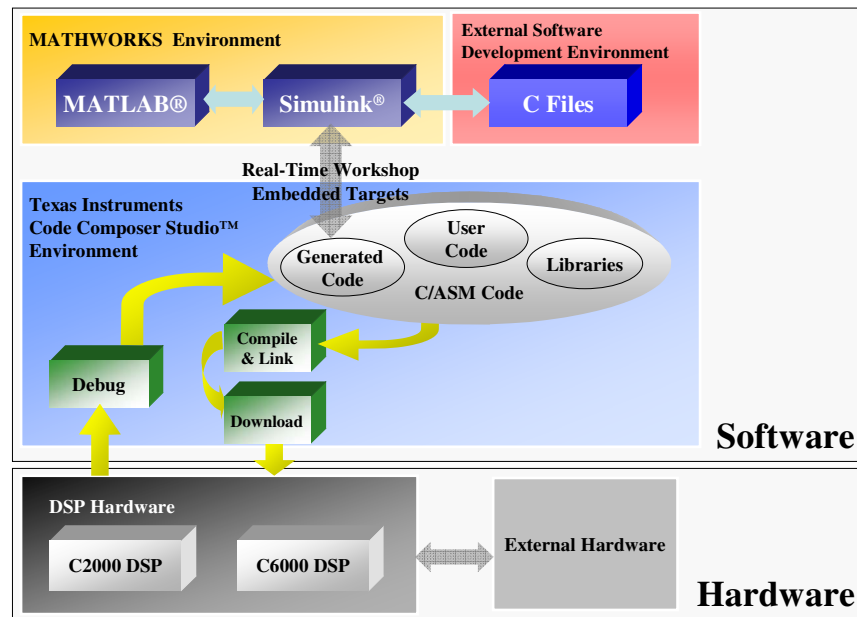 MATHWORKS Environment
External Software
Development Environment
MATLAB®
Simulink®
C Files
Real-Time Workshop
Embedded Targets
Texas Instruments
Code Composer Studio™
Environment
User
Code
Generated
Code
Libraries
C/ASM Code
Compile
& Link
Debug
Download
Software
DSP Hardware
C2000 DSP
C6000 DSP
External Hardware
Hardware